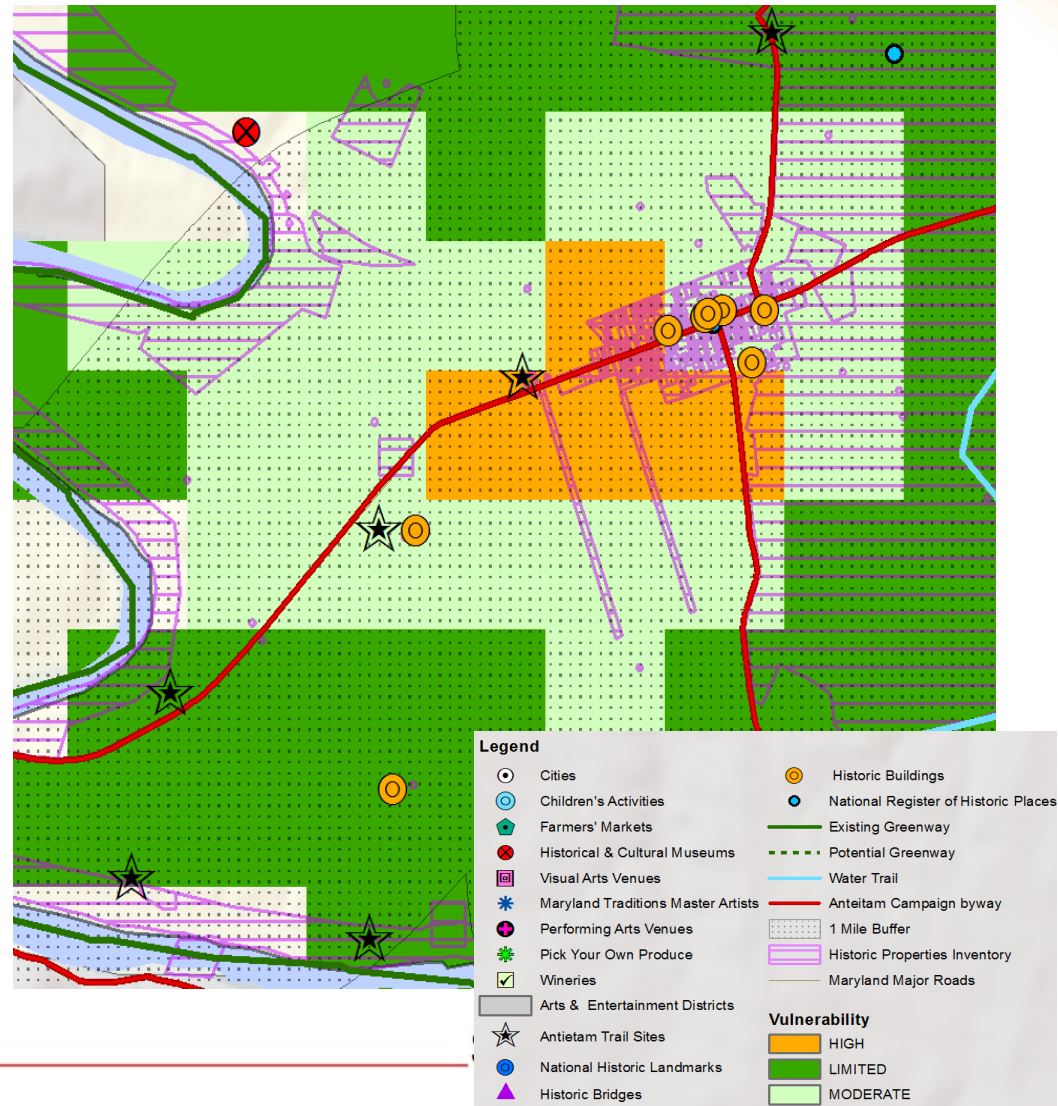 Legend
Cities
Children's Activities
Farmers' Markets
Historical & Cultural Museums
Visual Arts Venues
Maryland Traditions Master Artists
Performing Arts Venues
Pick Your Own Produce
Wineries
Arts & Entertainment Districts
Antietam Trail Sites
National Historic Landmarks
Historic Bridges
Historic Buildings
National Register of Historic Places
Existing Greenway
Potential Greenway
Water Trail
Anteitam Campaign byway
1 Mile Buffer
Historic Properties Inventory
Maryland Major Roads
Vulnerability
HIGH
LIMITED
MODERATE